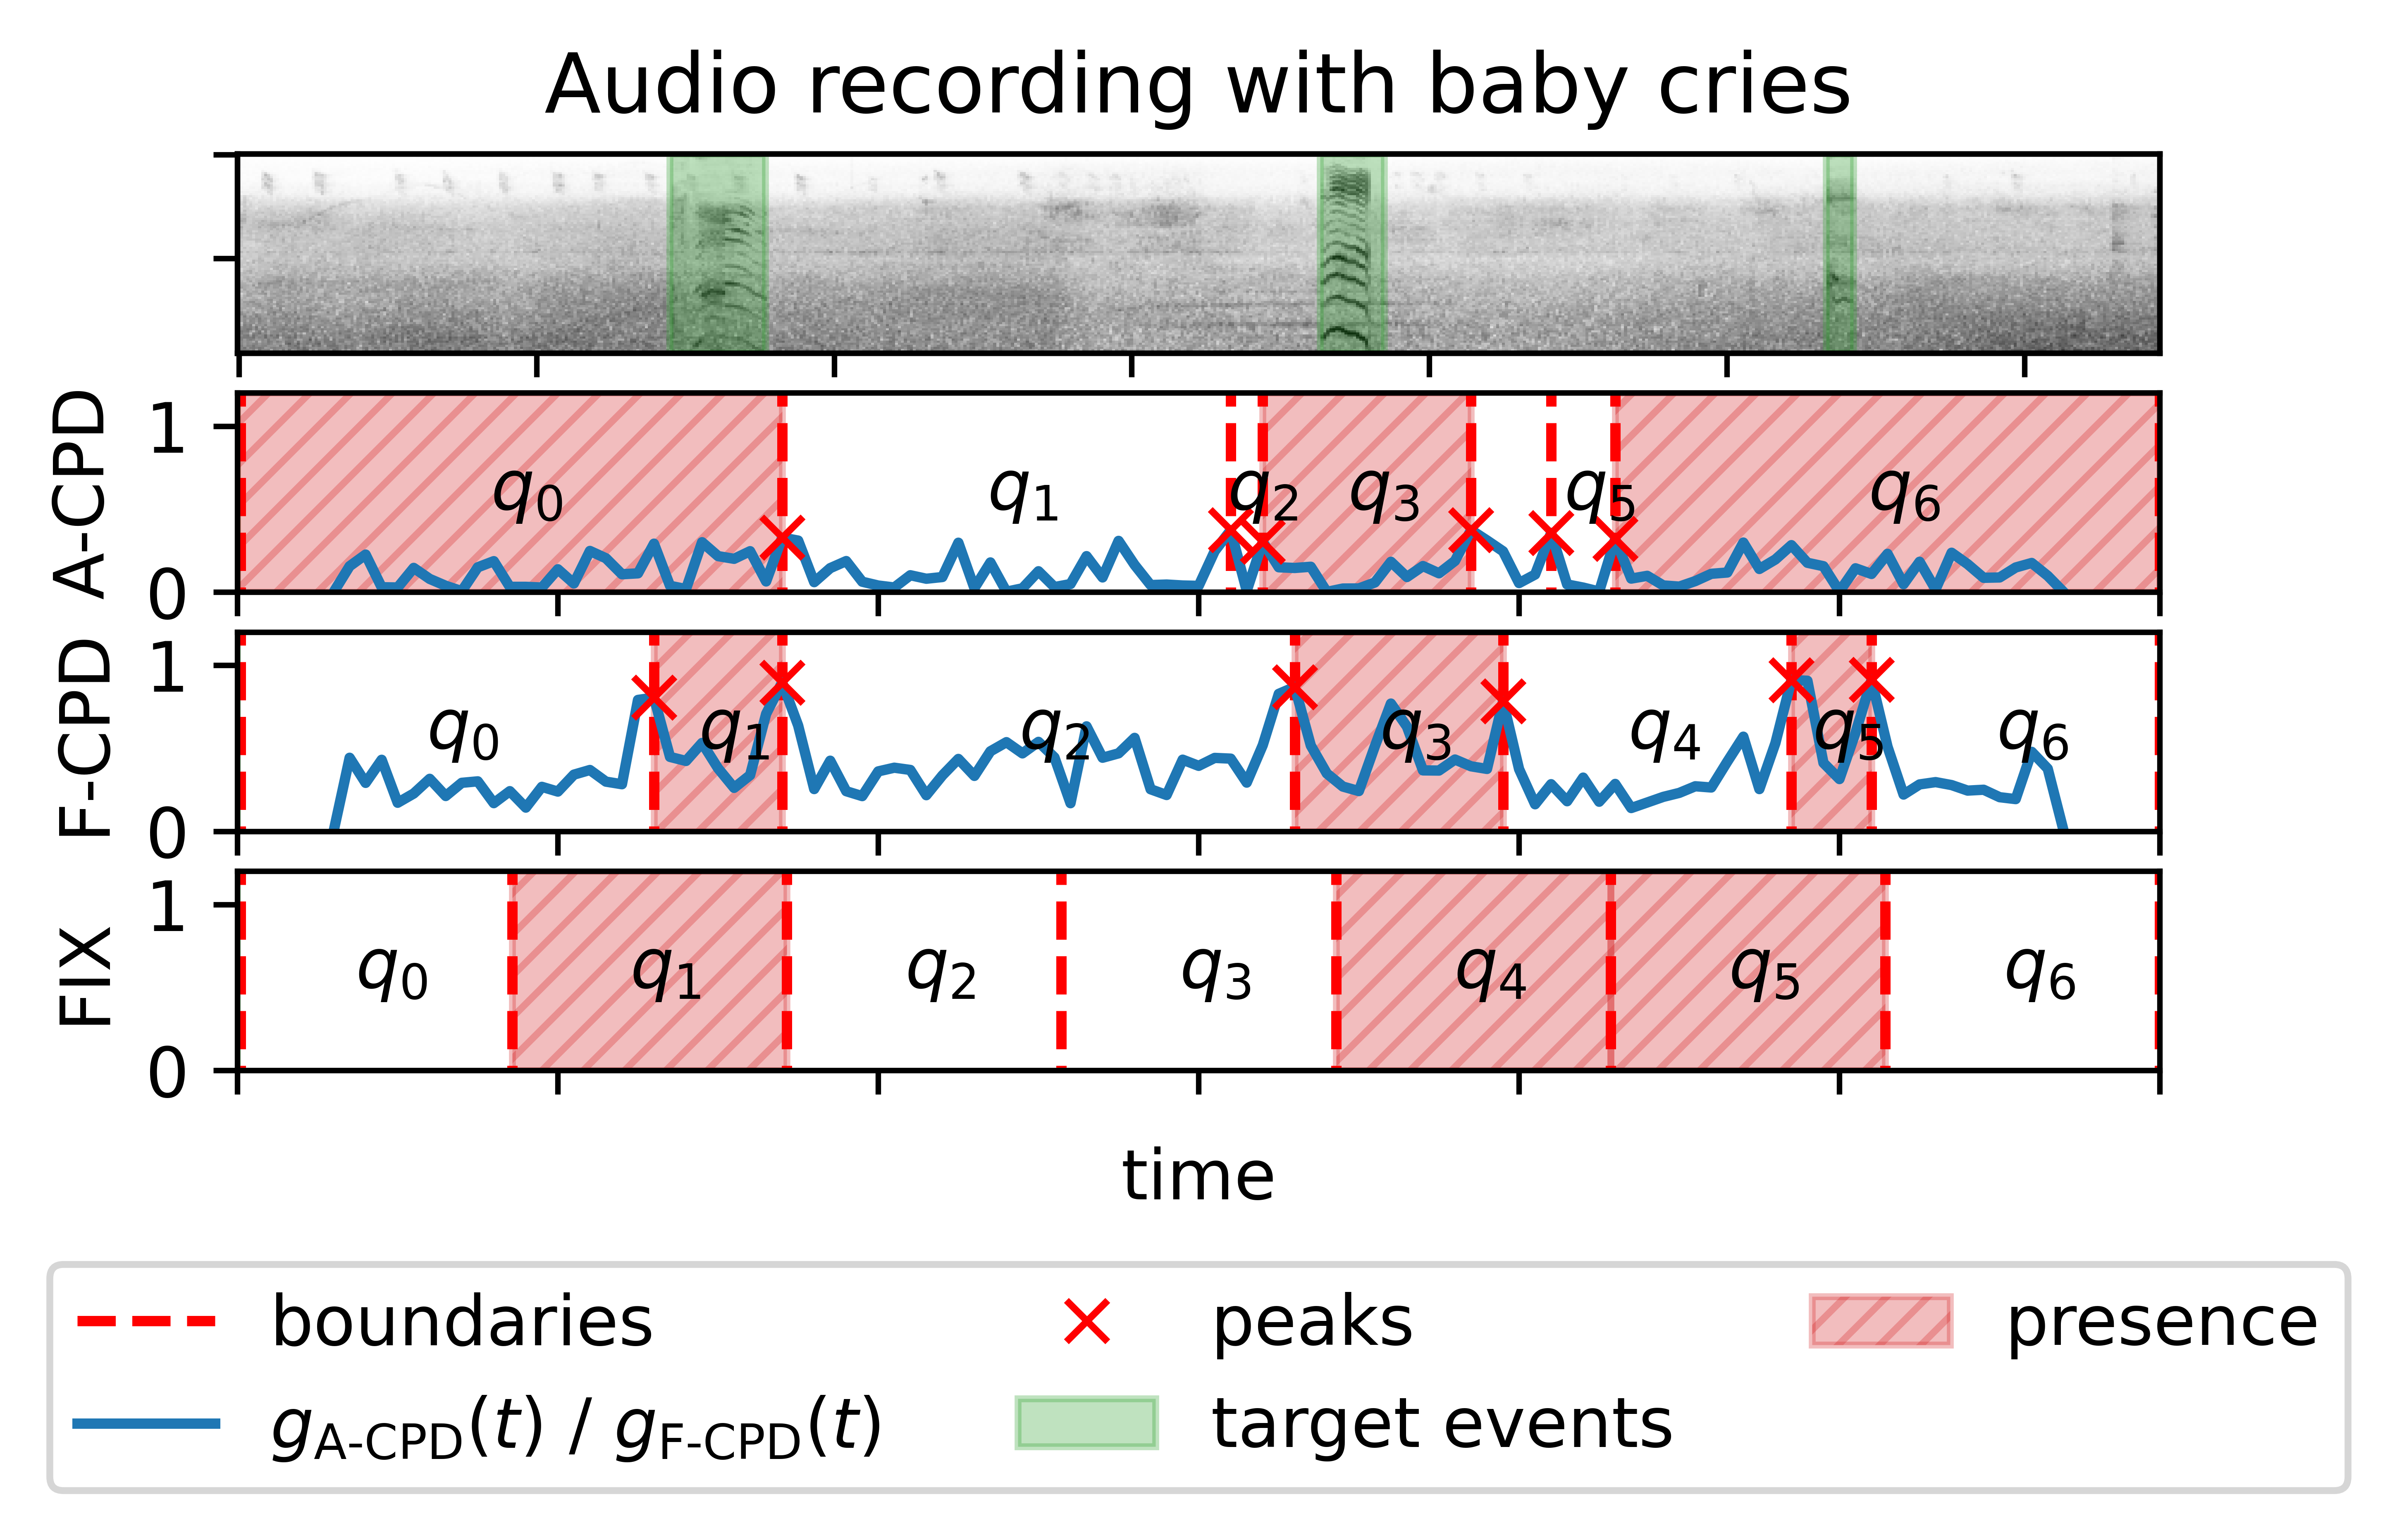 Audio recording with baby cries
A-CPD
1
0
q₀ q₁ q₂ q₃ q₅ q₆
F-CPD
1
0
q₀ q₁ q₂ q₃ q₄ q₅ q₆
FIX
1
0
q₀ q₁ q₂ q₃ q₄ q₅ q₆
time
boundaries
peaks
presence
g_A-CPD(t) / g_F-CPD(t)
target events